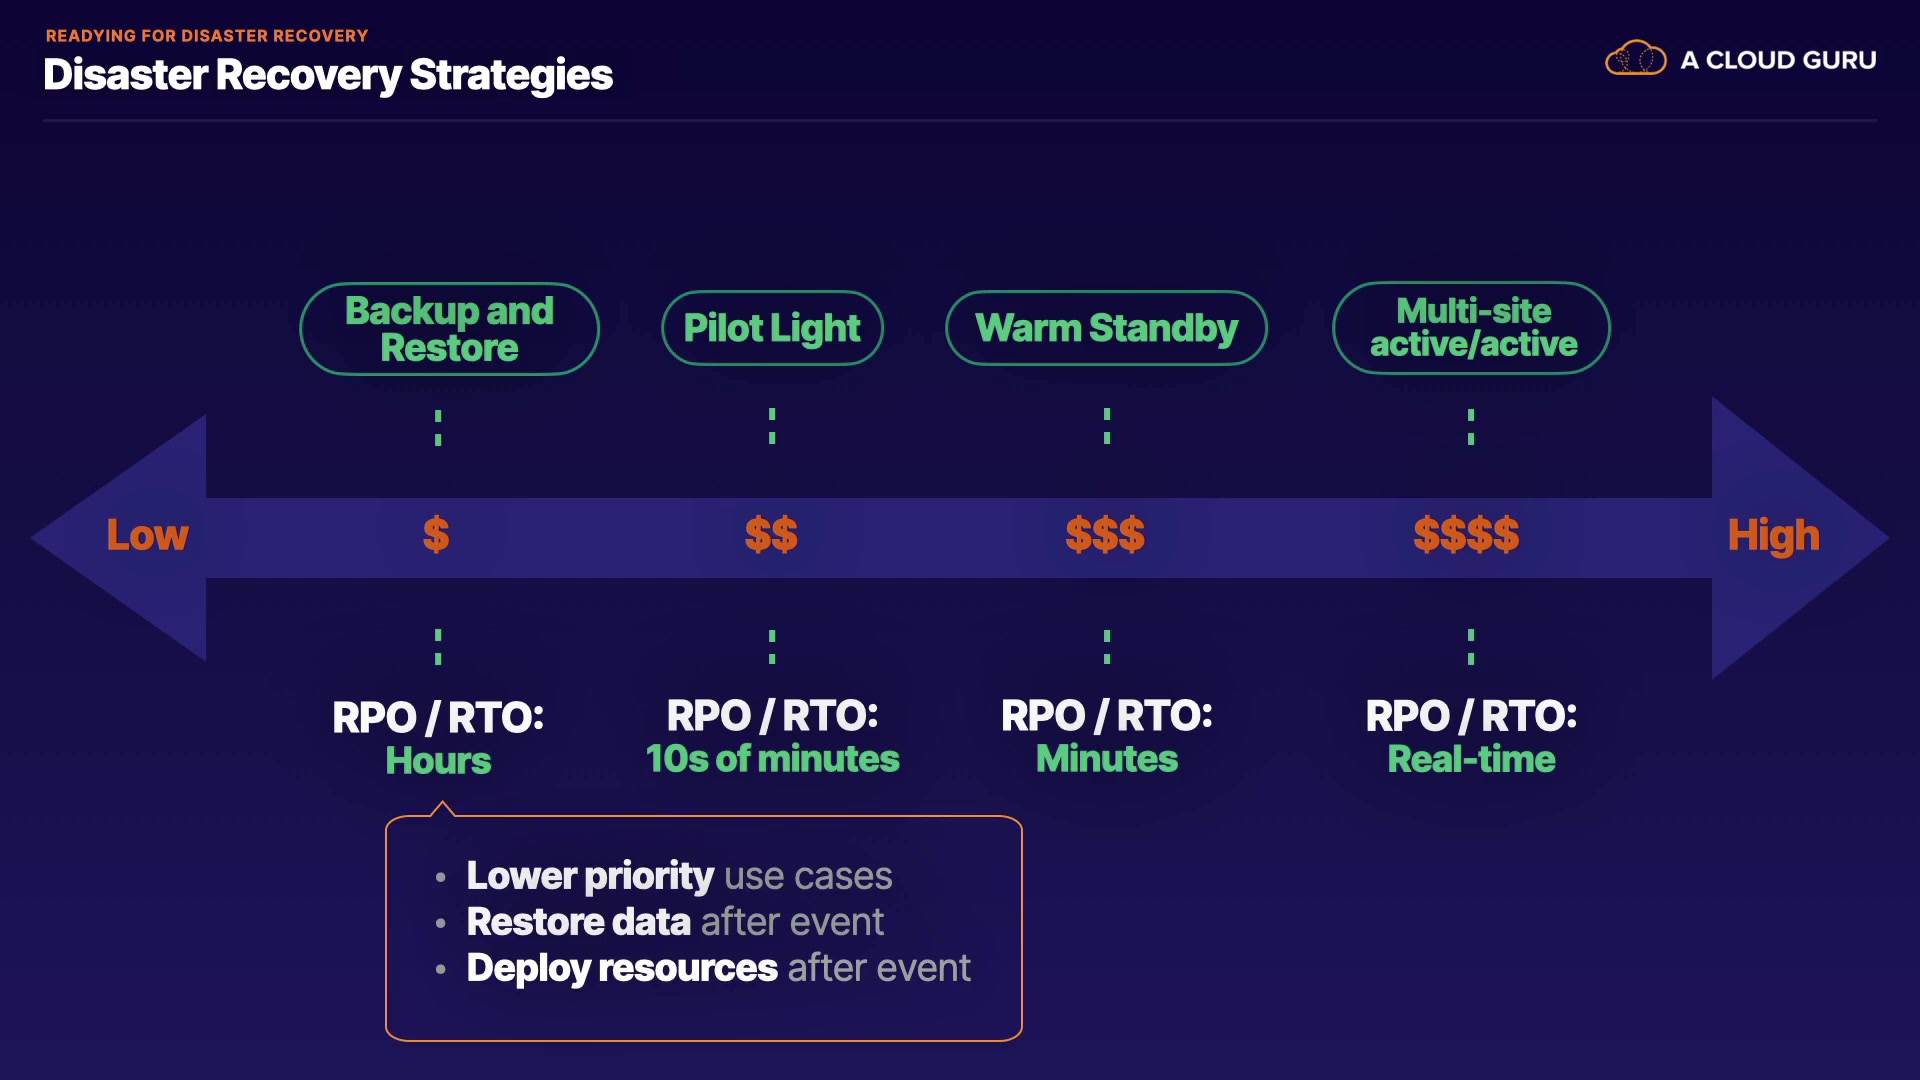 READYING FOR DISASTER RECOVERY
Disaster Recovery Strategies
A CLOUD GURU
Backup and
Restore
Pilot Light
Warm Standby
Multi-site
active/active
Low
$
$$
$$$
$$$$
High
RPO / RTO:
Hours
RPO / RTO:
10s of minutes
RPO / RTO:
Minutes
RPO / RTO:
Real-time
• Lower priority use cases
• Restore data after event
• Deploy resources after event